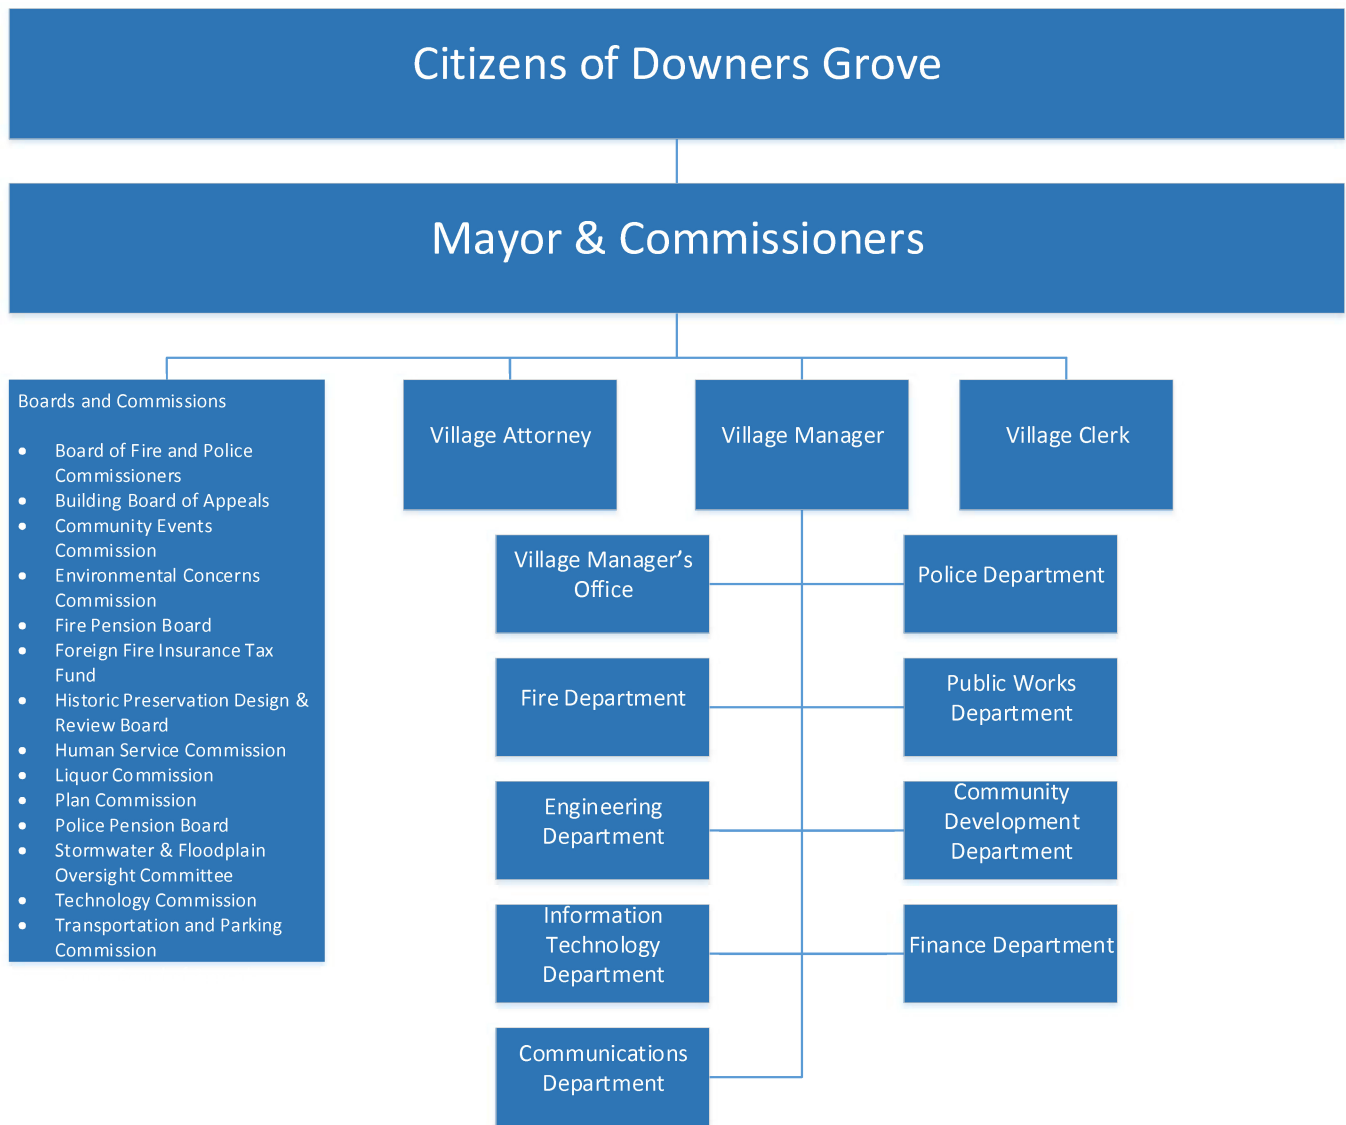 Citizens of Downers Grove
Mayor & Commissioners
Boards and Commissions
• Board of Fire and Police
Commissioners
• Building Board of Appeals
• Community Events
Commission
• Environmental Concerns
Commission
• Fire Pension Board
• Foreign Fire Insurance Tax
Fund
• Historic Preservation Design &
Review Board
• Human Service Commission
• Liquor Commission
• Plan Commission
• Police Pension Board
• Stormwater & Floodplain
Oversight Committee
• Technology Commission
• Transportation and Parking
Commission
Village Attorney
Village Manager
Village Clerk
Village Manager’s
Office
Police Department
Fire Department
Public Works
Department
Engineering
Department
Community
Development
Department
Information
Technology
Department
Finance Department
Communications
Department